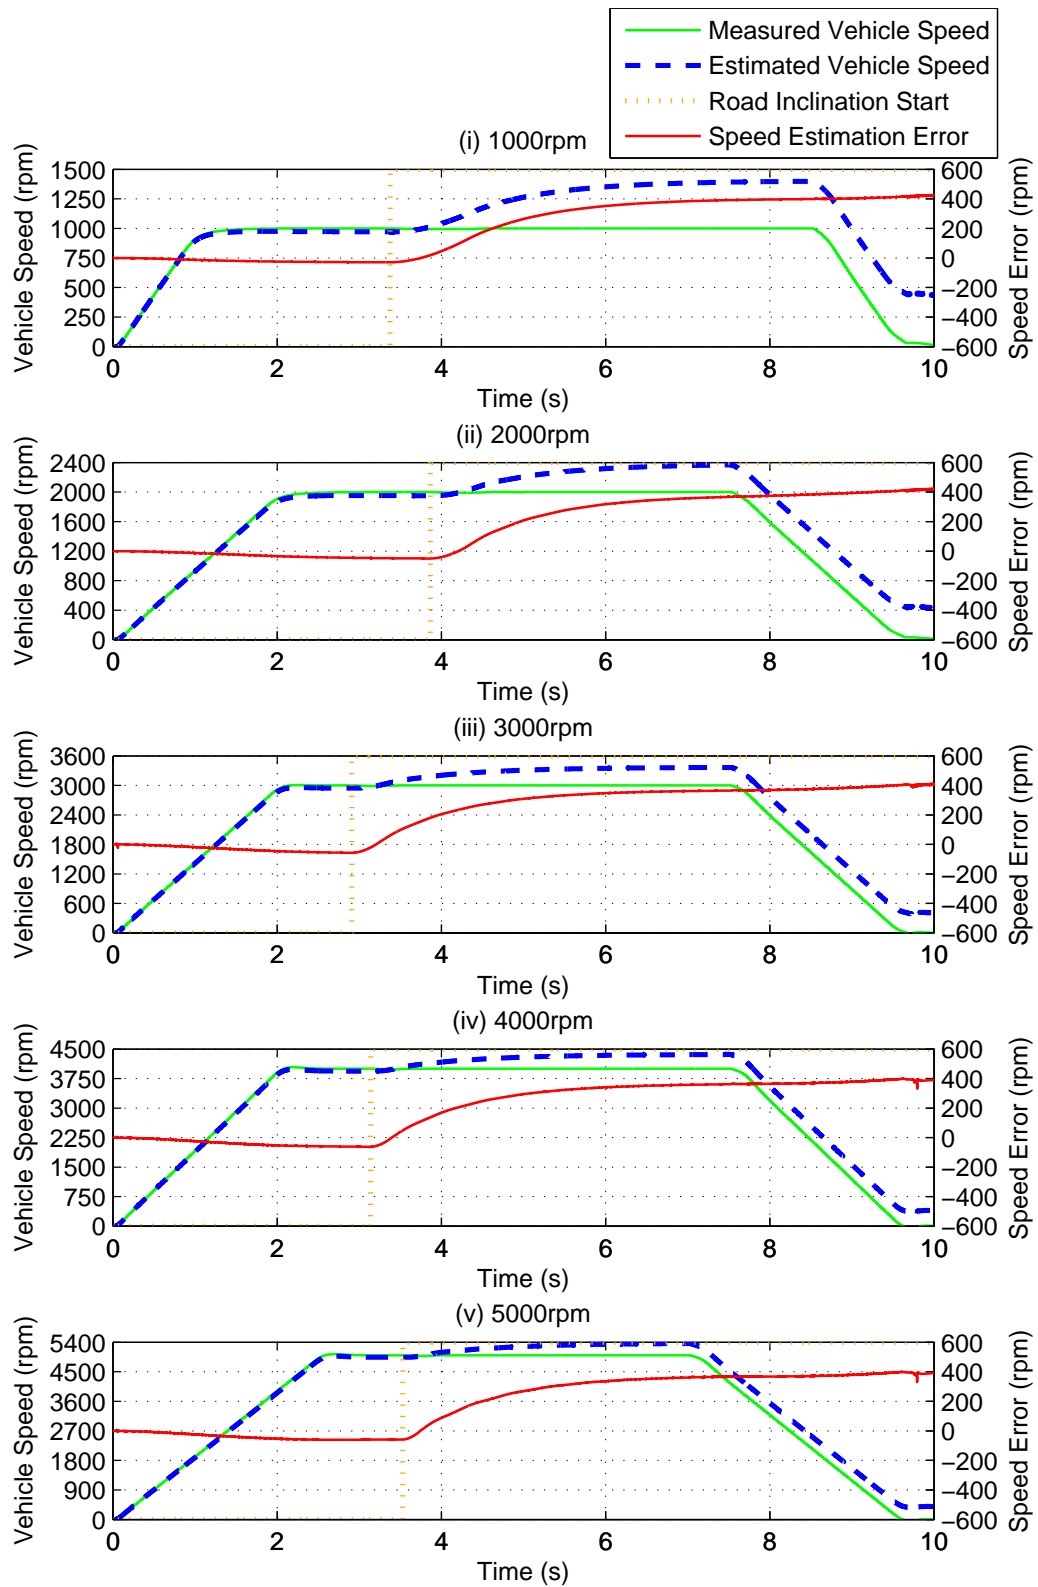 Measured Vehicle Speed
Estimated Vehicle Speed
Road Inclination Start
Speed Estimation Error
(i) 1000rpm
Vehicle Speed (rpm)
1500
1250
1000
750
500
250
0
600
400
200
0
−200
−400
−600
Speed Error (rpm)
0 2 4 6 8 10
Time (s)
(ii) 2000rpm
Vehicle Speed (rpm)
2400
2000
1600
1200
800
400
0
600
400
200
0
−200
−400
−600
Speed Error (rpm)
0 2 4 6 8 10
Time (s)
(iii) 3000rpm
Vehicle Speed (rpm)
3600
3000
2400
1800
1200
600
0
600
400
200
0
−200
−400
−600
Speed Error (rpm)
0 2 4 6 8 10
Time (s)
(iv) 4000rpm
Vehicle Speed (rpm)
4500
3750
3000
2250
1500
750
0
600
400
200
0
−200
−400
−600
Speed Error (rpm)
0 2 4 6 8 10
Time (s)
(v) 5000rpm
Vehicle Speed (rpm)
5400
4500
3600
2700
1800
900
0
600
400
200
0
−200
−400
−600
Speed Error (rpm)
0 2 4 6 8 10
Time (s)